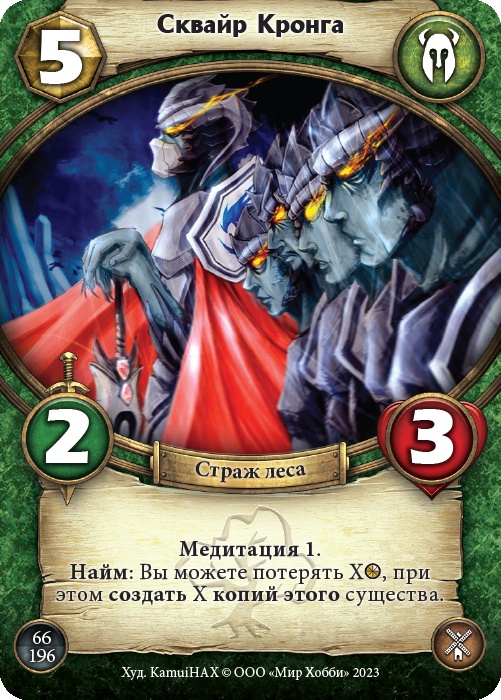 Сквайр Кронга
5
2
3
Страж леса
Медитация 1.
Найм: Вы можете потерять X, при
этом создать X копий этого существа.
66
196
Худ. KamuiHAX © ООО «Мир Хобби» 2023